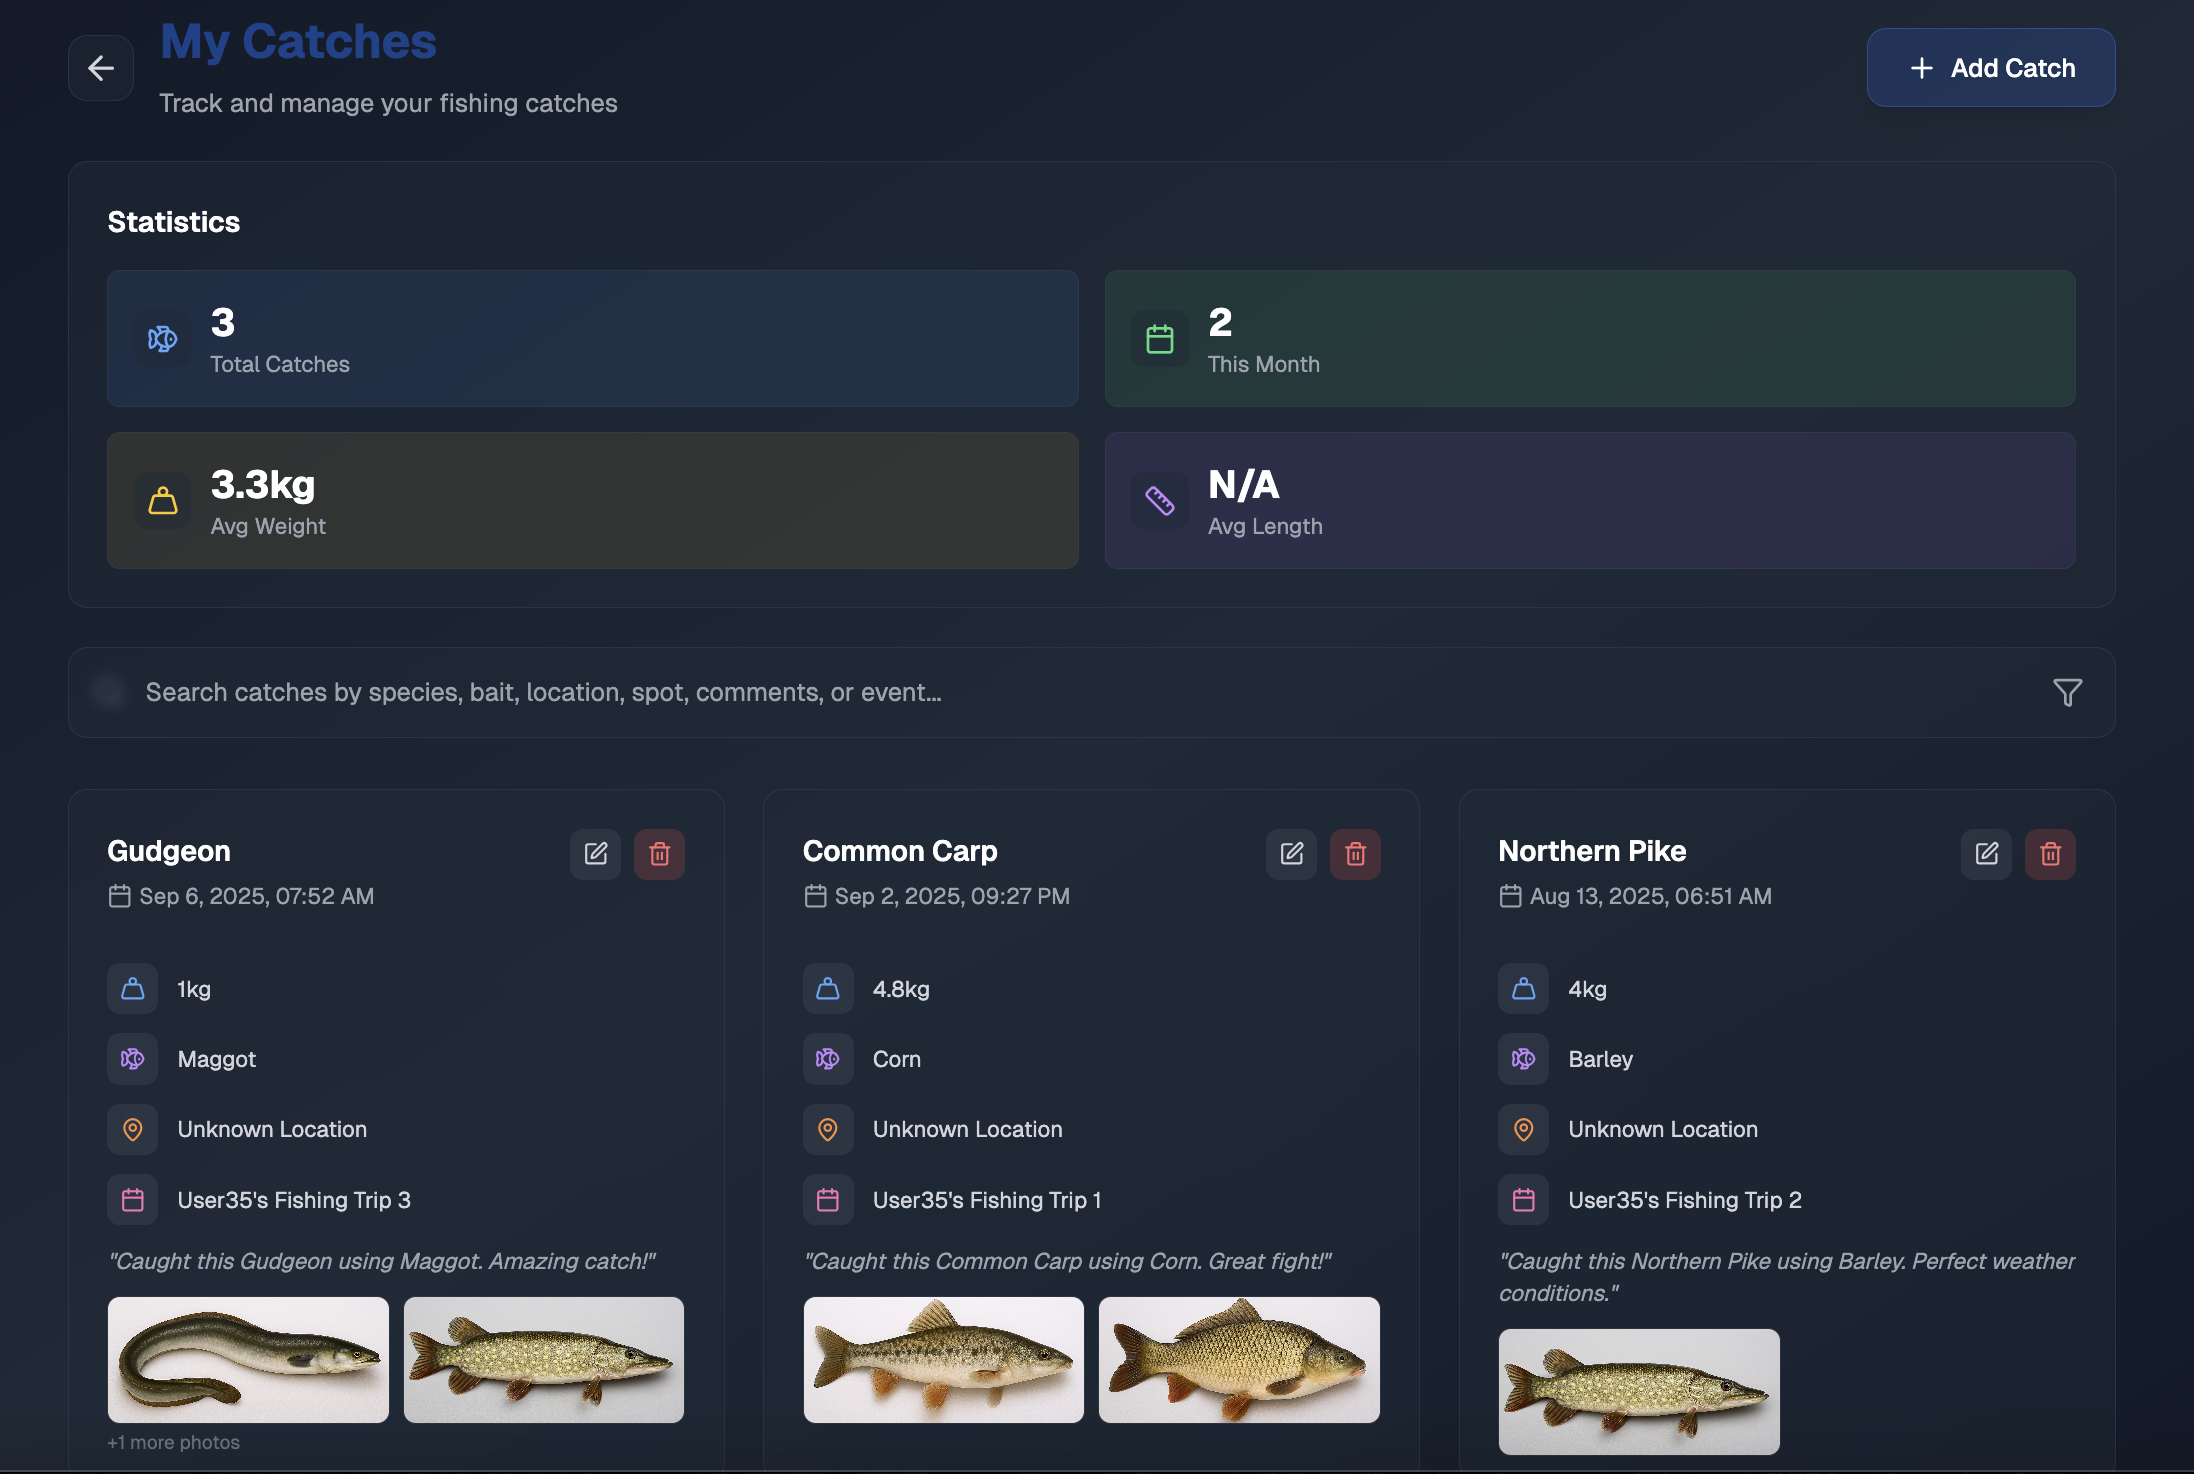 My Catches
Track and manage your fishing catches
Add Catch
Statistics
3
Total Catches
2
This Month
3.3kg
Avg Weight
N/A
Avg Length
Search catches by species, bait, location, spot, comments, or event...
Gudgeon
Sep 6, 2025, 07:52 AM
1kg
Maggot
Unknown Location
User35's Fishing Trip 3
"Caught this Gudgeon using Maggot. Amazing catch!"
+1 more photos
Common Carp
Sep 2, 2025, 09:27 PM
4.8kg
Corn
Unknown Location
User35's Fishing Trip 1
"Caught this Common Carp using Corn. Great fight!"
Northern Pike
Aug 13, 2025, 06:51 AM
4kg
Barley
Unknown Location
User35's Fishing Trip 2
"Caught this Northern Pike using Barley. Perfect weather
conditions."